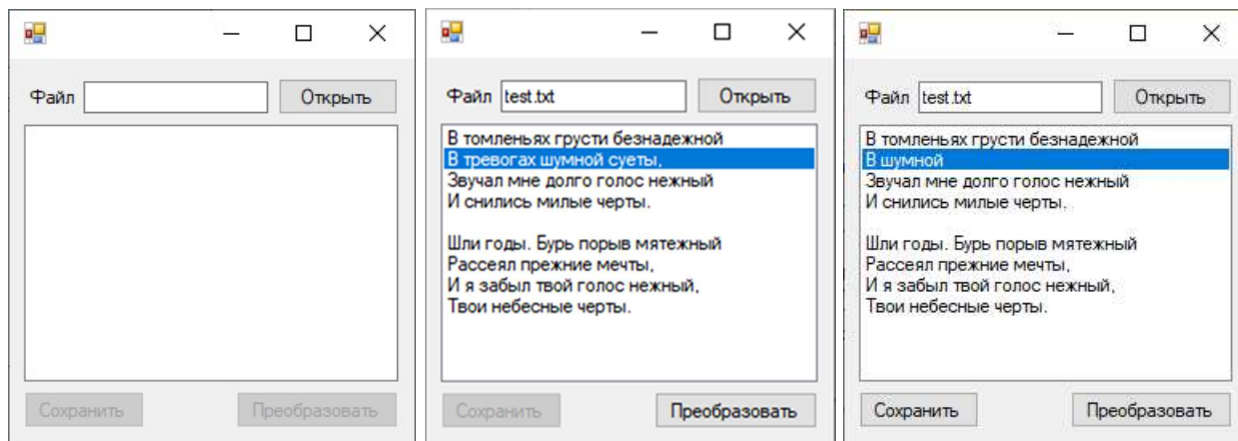 Файл
Открыть
Сохранить
Преобразовать
Файл test.txt
Открыть
В томленьях грусти безнадежной
В тревогах шумной суеты,
Звучал мне долго голос нежный
И снились милые черты.
Шли годы. Бурь порыв мятежный
Рассеял прежние мечты,
И я забыл твой голос нежный,
Твои небесные черты.
Сохранить
Преобразовать
Файл test.txt
Открыть
В томленьях грусти безнадежной
В шумной
Звучал мне долго голос нежный
И снились милые черты.
Шли годы. Бурь порыв мятежный
Рассеял прежние мечты,
И я забыл твой голос нежный,
Твои небесные черты.
Сохранить
Преобразовать